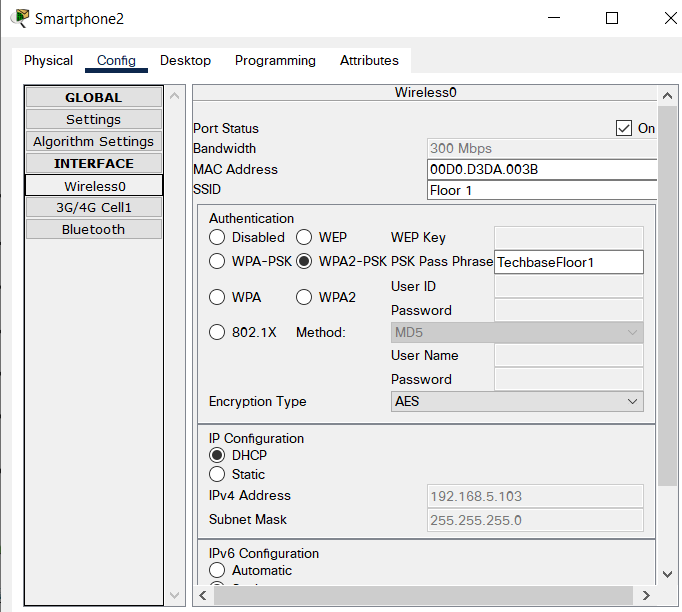 Smartphone2
Physical Config Desktop Programming Attributes
GLOBAL
Settings
Algorithm Settings
INTERFACE
Wireless0
3G/4G Cell1
Bluetooth
Wireless0
Port Status On
Bandwidth 300 Mbps
MAC Address 00D0.D3DA.003B
SSID Floor 1
Authentication
Disabled WEP WEP Key
WPA-PSK WPA2-PSK PSK Pass Phrase TechbaseFloor1
User ID
WPA WPA2
Password
802.1X Method: MD5
User Name
Password
Encryption Type AES
IP Configuration
DHCP
Static
IPv4 Address 192.168.5.103
Subnet Mask 255.255.255.0
IPv6 Configuration
Automatic